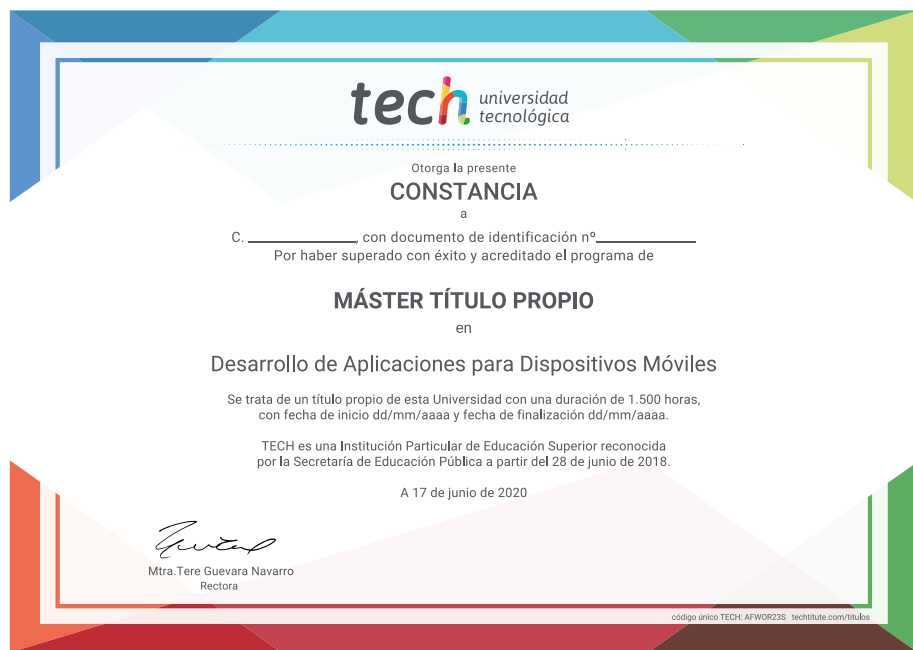 tech universidad
tecnológica
Otorga la presente
CONSTANCIA
a
C. ____________, con documento de identificación nº___________
Por haber superado con éxito y acreditado el programa de
MÁSTER TÍTULO PROPIO
en
Desarrollo de Aplicaciones para Dispositivos Móviles
Se trata de un título propio de esta Universidad con una duración de 1.500 horas,
con fecha de inicio dd/mm/aaaa y fecha de finalización dd/mm/aaaa.
TECH es una Institución Particular de Educación Superior reconocida
por la Secretaría de Educación Pública a partir del 28 de junio de 2018.
A 17 de junio de 2020
Mtra.Tere Guevara Navarro
Rectora
código único TECH: AFWOR23S techtitute.com/titulos